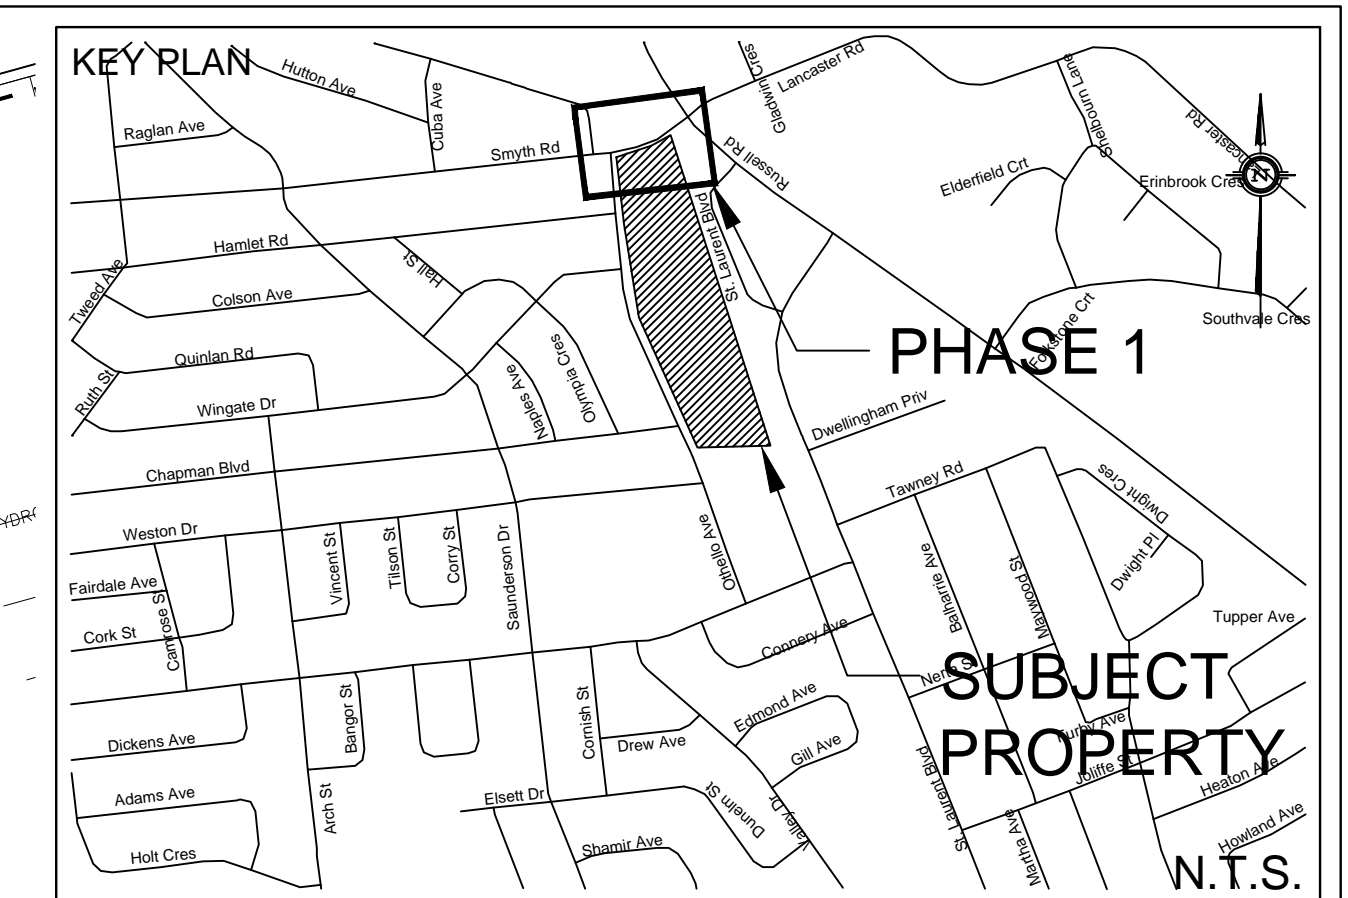 KEY PLAN
Hutton Ave
Gladwin Cres
Lancaster Rd
Shelbourn Lane
Raglan Ave
Cuba Ave
Lancaster Rd
Smyth Rd
Russell Rd
Elderfield Crt
Erinbrook Cres
N
Hamlet Rd
Hall St
St. Laurent Blvd
Tweed Ave
Colson Ave
Southvale Cres
Folkstone Crt
PHASE 1
Quinlan Rd
Ruth St
Wingate Dr
Naples Ave
Olympia Cres
Dwellingham Priv
Chapman Blvd
Tawney Rd
Dwight Cres
YDR
Weston Dr
Vincent St
Tilson St
Corry St
Saunderson Dr
Othello Ave
Balharrie Ave
Maywood St
Dwight Pl
Fairdale Ave
Camrose St
Cork St
Connery Ave
Tupper Ave
SUBJECT
PROPERTY
Dickens Ave
Bangor St
Cornish St
Drew Ave
Edmond Ave
Gill Ave
St. Laurent Blvd
Joliffe St
Heaton Ave
Adams Ave
Arch St
Elsett Dr
Dunelm St
Valley Dr
Martha Ave
Howland Ave
Holt Cres
Shamir Ave
N.T.S.